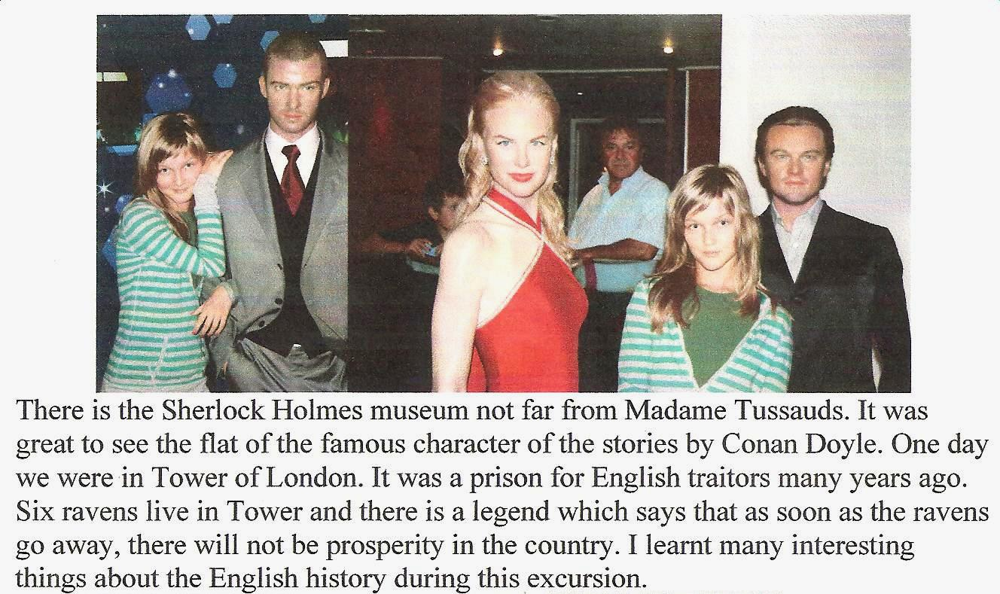 There is the Sherlock Holmes museum not far from Madame Tussauds. It was
great to see the flat of the famous character of the stories by Conan Doyle. One day
we were in Tower of London. It was a prison for English traitors many years ago.
Six ravens live in Tower and there is a legend which says that as soon as the ravens
go away, there will not be prosperity in the country. I learnt many interesting
things about the English history during this excursion.